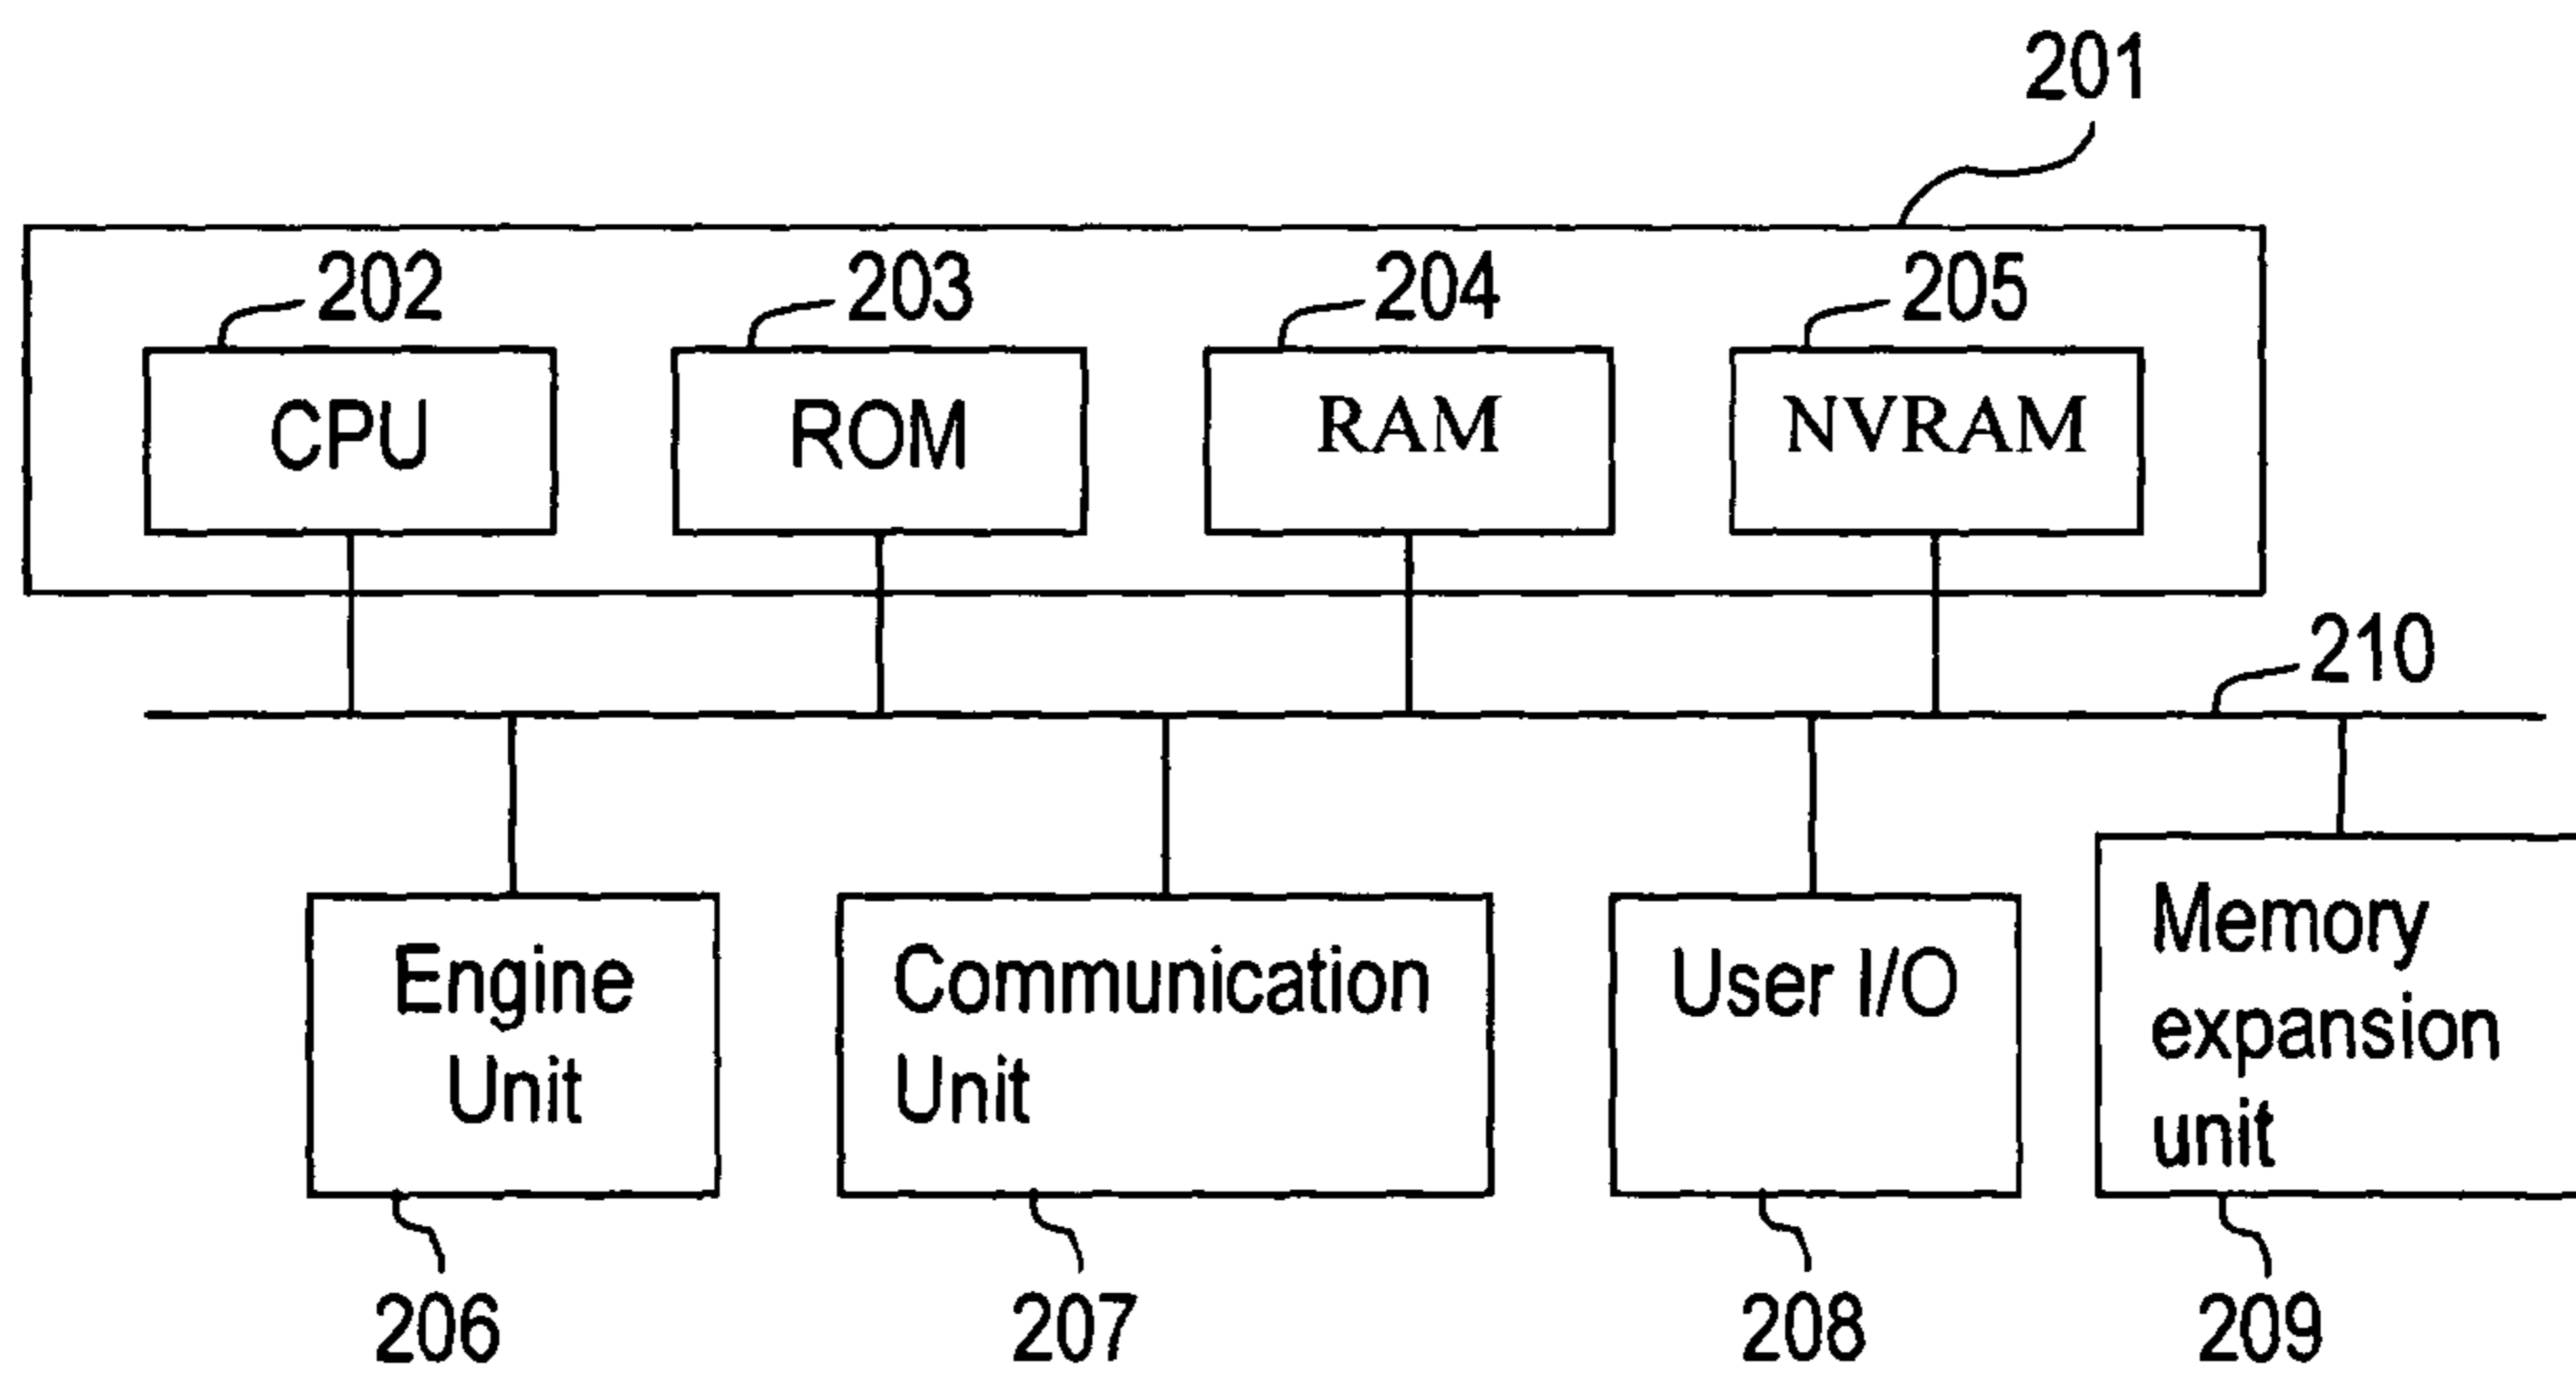 201
202
203
204
205
CPU
ROM
RAM
NVRAM
210
Engine
Unit
Communication
Unit
User I/O
Memory
expansion
unit
206
207
208
209